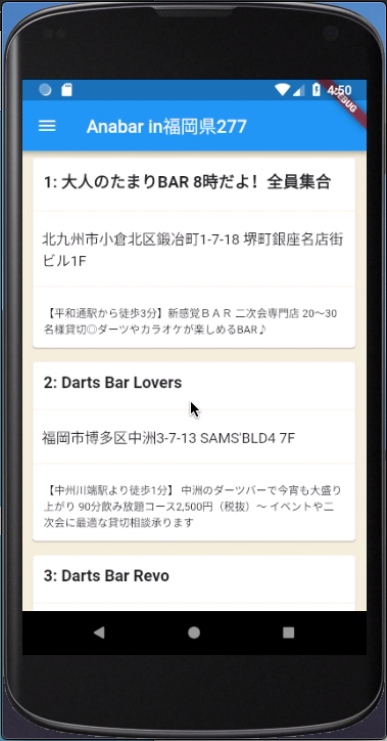 4:50
DEBUG
Anabar in福岡県277
1: 大人のたまりBAR 8時だよ！全員集合
北九州市小倉北区鍛冶町1-7-18 堺町銀座名店街
ビル1F
【平和通駅から徒歩3分】新感覚ＢＡＲ 二次会専門店 20〜30
名様貸切◎ダーツやカラオケが楽しめるBAR♪
2: Darts Bar Lovers
福岡市博多区中洲3-7-13 SAMS'BLD4 7F
【中州川端駅より徒歩1分】 中洲のダーツバーで今宵も大盛り
上がり 90分飲み放題コース2,500円（税抜）〜 イベントや二
次会に最適な貸切相談承ります
3: Darts Bar Revo